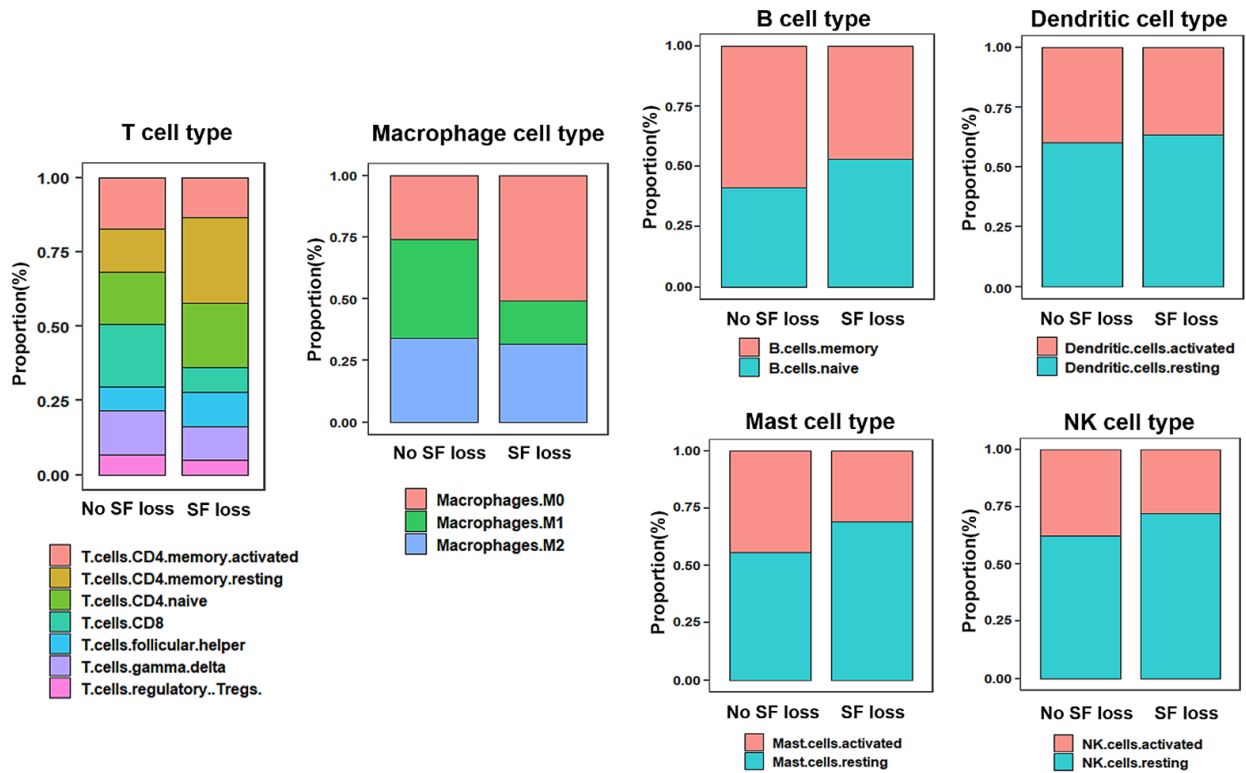 T cell type
Proportion(%)
1.00
0.75
0.50
0.25
0.00
No SF loss SF loss
T.cells.CD4.memory.activated
T.cells.CD4.memory.resting
T.cells.CD4.naive
T.cells.CD8
T.cells.follicular.helper
T.cells.gamma.delta
T.cells.regulatory..Tregs.
Macrophage cell type
Proportion(%)
1.00
0.75
0.50
0.25
0.00
No SF loss SF loss
Macrophages.M0
Macrophages.M1
Macrophages.M2
B cell type
Proportion(%)
1.00
0.75
0.50
0.25
0.00
No SF loss SF loss
B.cells.memory
B.cells.naive
Dendritic cell type
Proportion(%)
1.00
0.75
0.50
0.25
0.00
No SF loss SF loss
Dendritic.cells.activated
Dendritic.cells.resting
Mast cell type
Proportion(%)
1.00
0.75
0.50
0.25
0.00
No SF loss SF loss
Mast.cells.activated
Mast.cells.resting
NK cell type
Proportion(%)
1.00
0.75
0.50
0.25
0.00
No SF loss SF loss
NK.cells.activated
NK.cells.resting